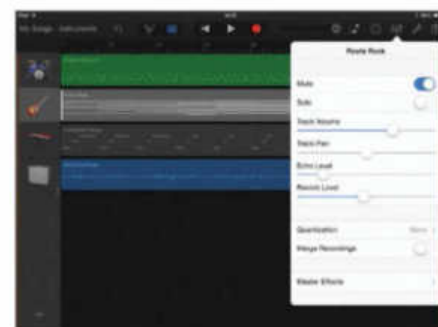 My Songs Instruments
Roots Rock
Mute
Solo
Track Volume
Track Pan
Echo Level
Reverb Level
Quantization None
Merge Recordings
Master Effects